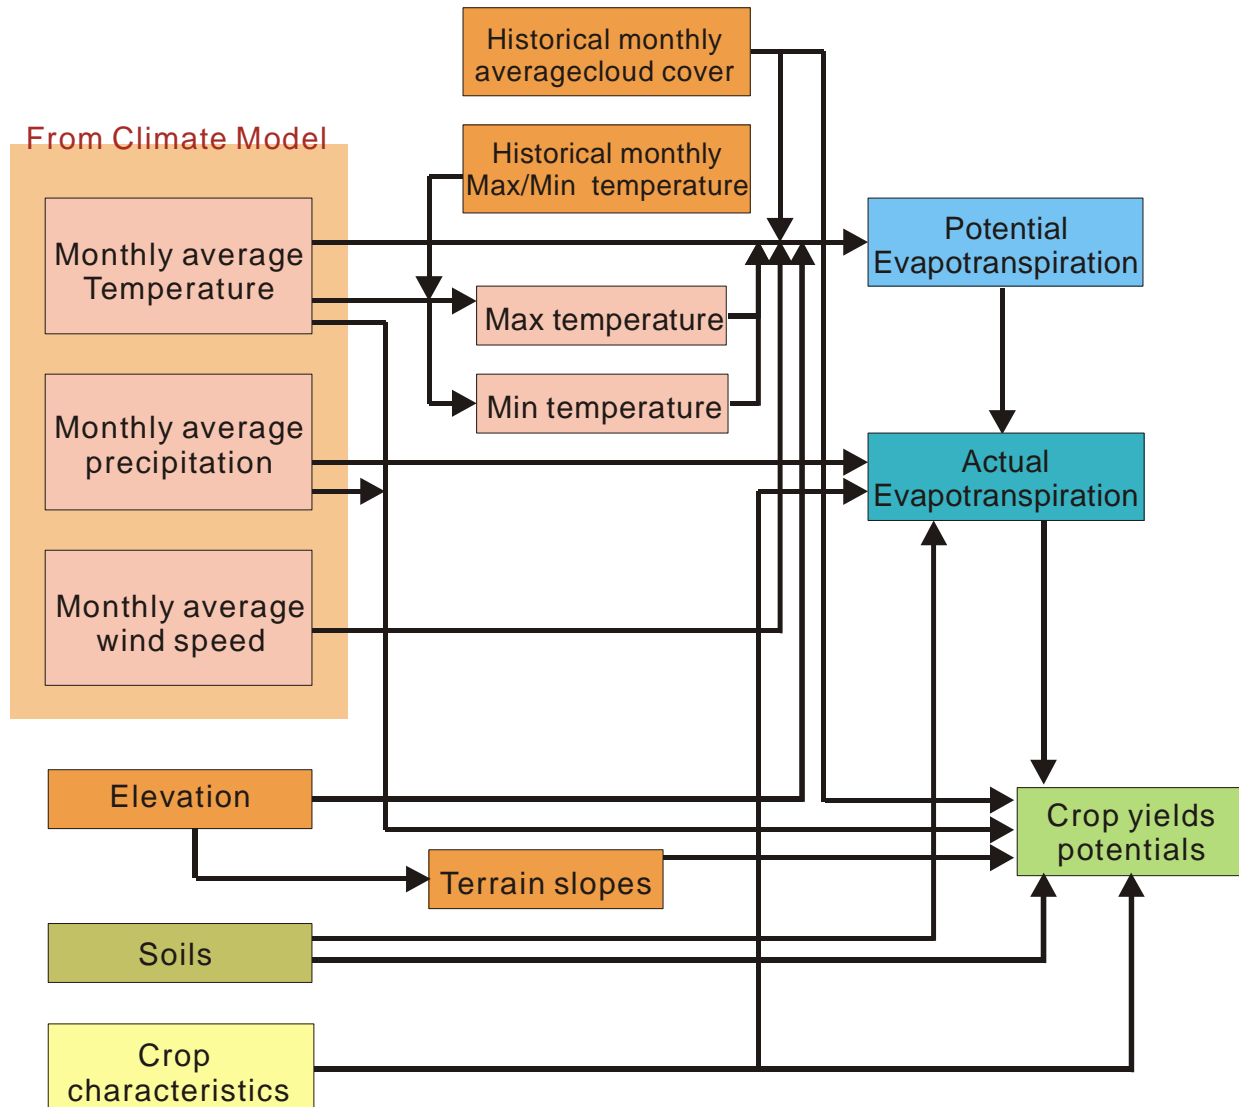 Historical monthly
averagecloud cover
From Climate Model
Historical monthly
Max/Min temperature
Monthly average
Temperature
Potential
Evapotranspiration
Max temperature
Min temperature
Monthly average
precipitation
Actual
Evapotranspiration
Monthly average
wind speed
Elevation
Crop yields
potentials
Terrain slopes
Soils
Crop
characteristics